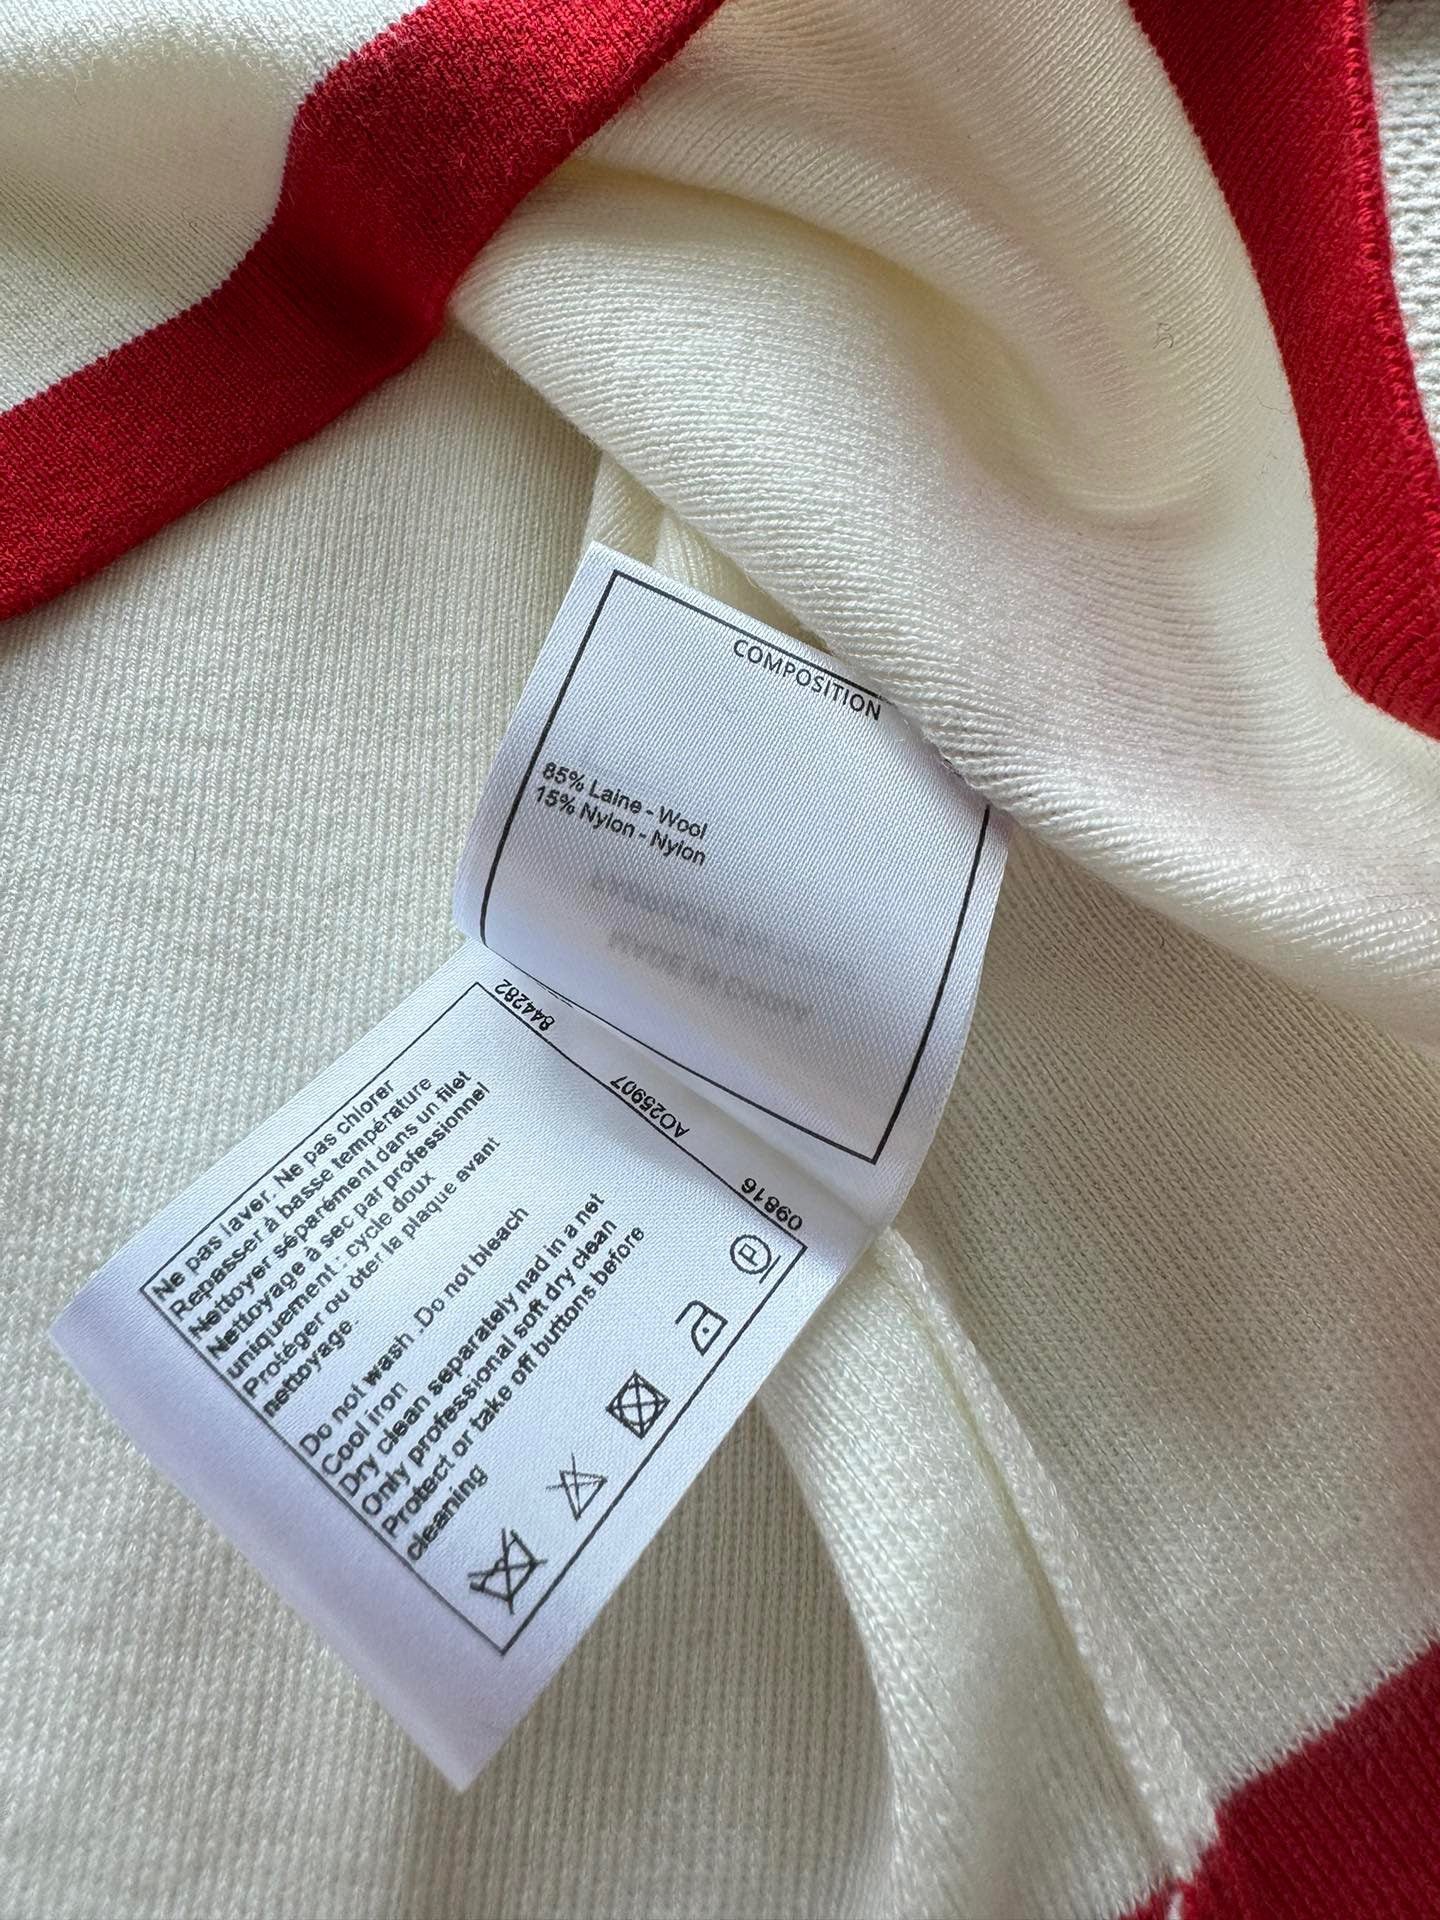 COMPOSITION
85% Laine - Wool
15% Nylon - Nylon
844282
AO25907
09816
Ne pas laver. Ne pas chlorer
Repasser à basse température
Nettoyer séparément dans un filet
Nettoyage à sec par professionnel
uniquement : cycle doux
Protéger ou ôter la plaque avant
nettoyage.
Do not wash .Do not bleach
Cool iron
Dry clean separately nad in a net
Only professional soft dry clean
Protect or take off buttons before
cleaning
P